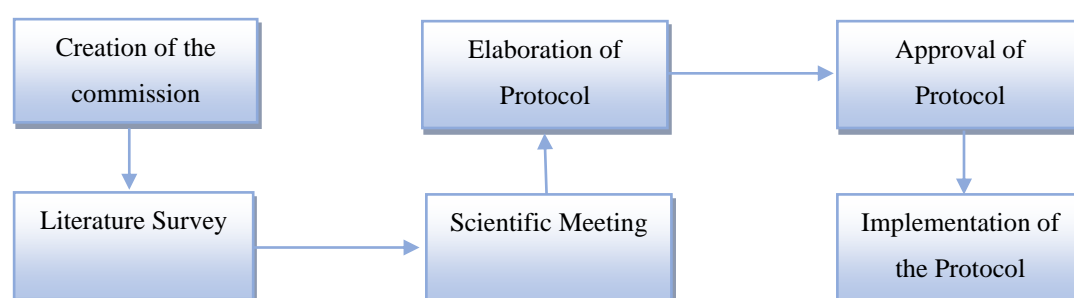 Creation of the
commission
Literature Survey
Scientific Meeting
Elaboration of
Protocol
Approval of
Protocol
Implementation of
the Protocol